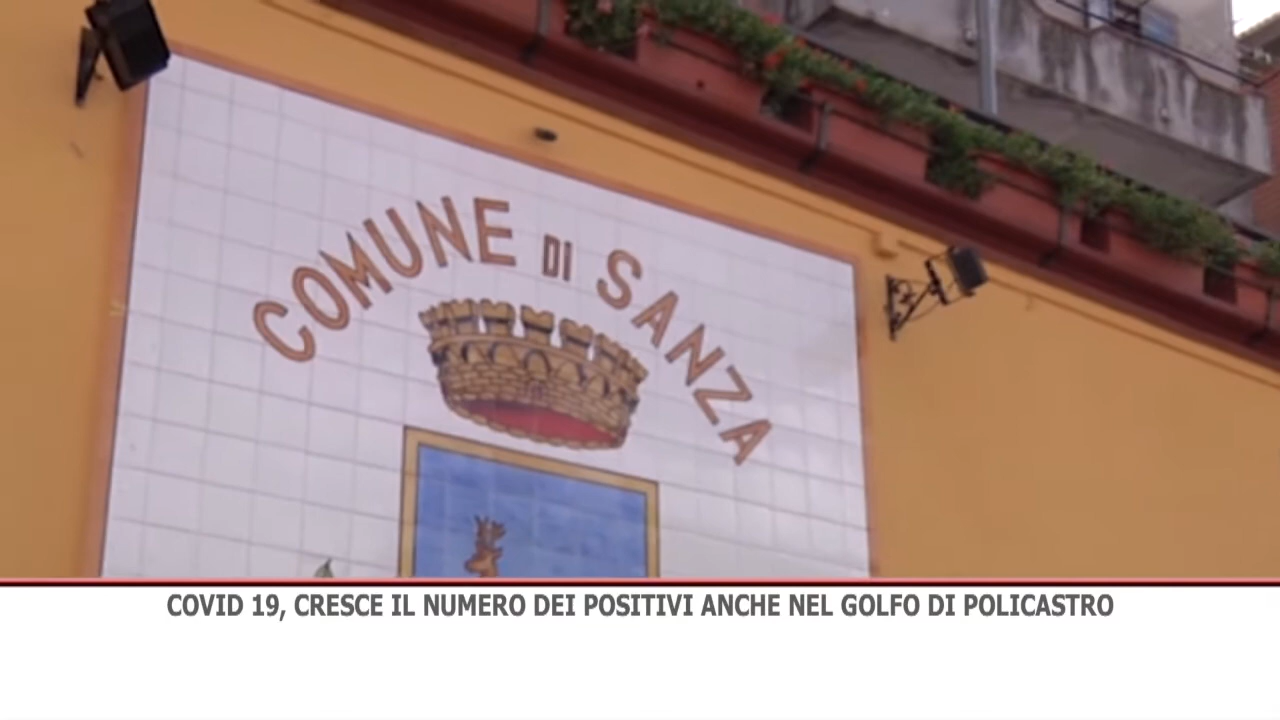 COMUNE DI SANZA
COVID 19, CRESCE IL NUMERO DEI POSITIVI ANCHE NEL GOLFO DI POLICASTRO